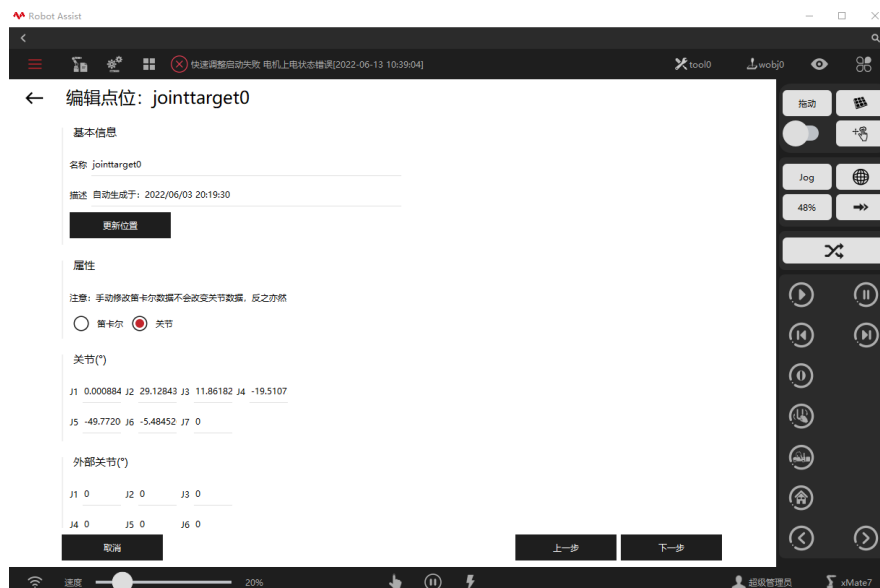 Robot Assist
快速调整启动失败 电机上电状态错误[2022-06-13 10:39:04]
tool0
wobj0
编辑点位：jointtarget0
拖动
基本信息
名称 jointtarget0
Jog
描述 自动生成于：2022/06/03 20:19:30
48%
更新位置
属性
注意：手动修改笛卡尔数据不会改变关节数据，反之亦然
笛卡尔 关节
关节(°)
J1 0.000884 J2 29.12843 J3 11.86182 J4 -19.5107
J5 -49.7720 J6 -5.48452 J7 0
外部关节(°)
J1 0 J2 0 J3 0
J4 0 J5 0 J6 0
取消 上一步 下一步
速度 20% 超级管理员 xMate7